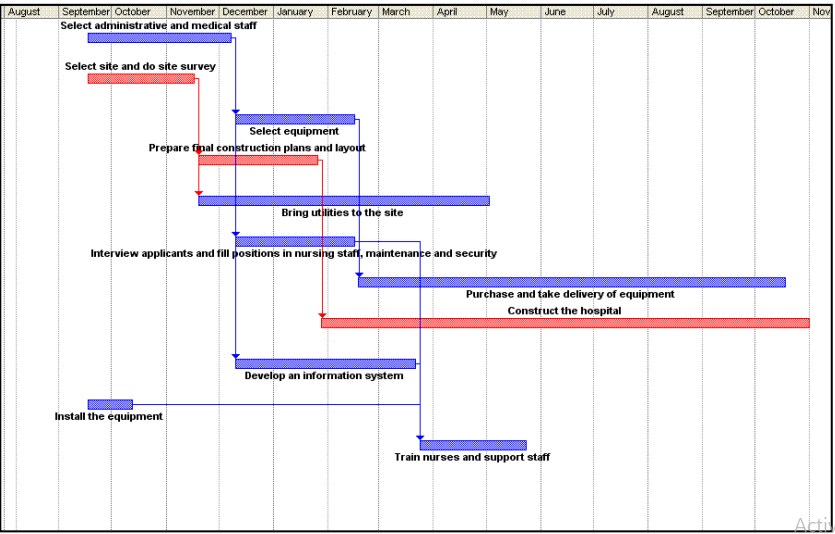 August September October November December January February March April May June July August September October Nov
Select administrative and medical staff
Select site and do site survey
Select equipment
Prepare final construction plans and layout
Bring utilities to the site
Interview applicants and fill positions in nursing staff, maintenance and security
Purchase and take delivery of equipment
Construct the hospital
Develop an information system
Install the equipment
Train nurses and support staff
Activ